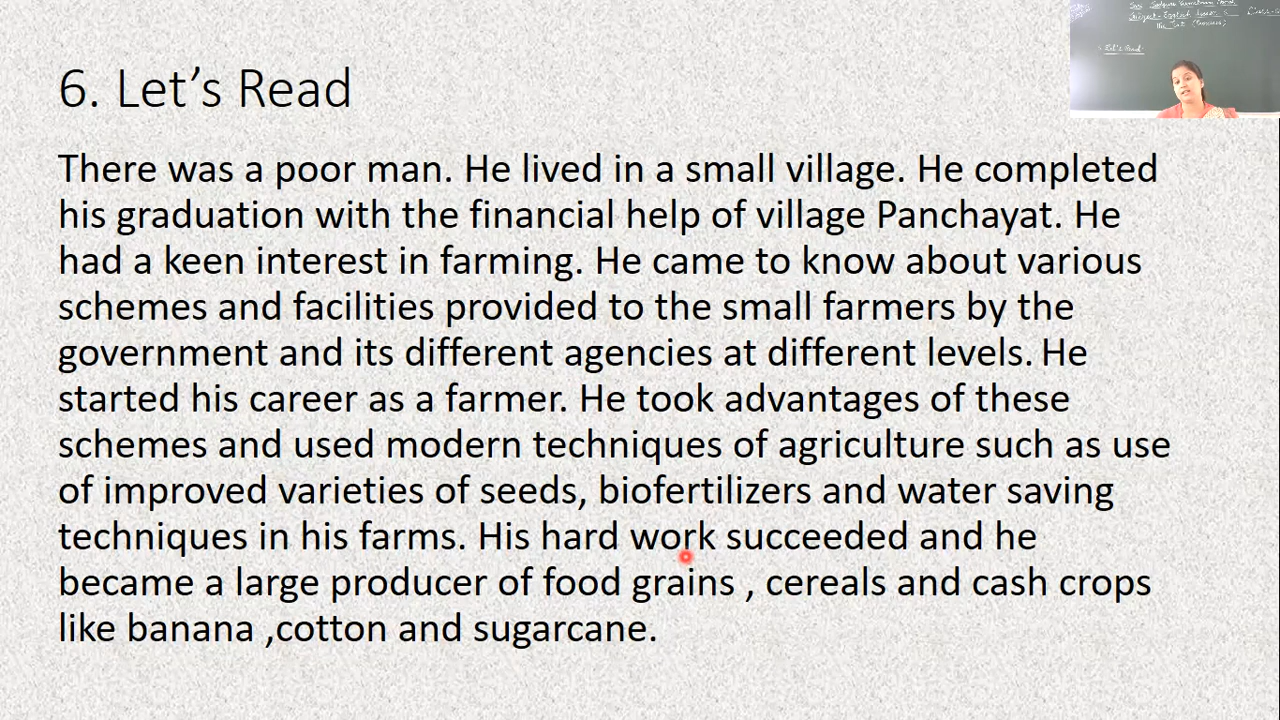 6. Let’s Read
There was a poor man. He lived in a small village. He completed
his graduation with the financial help of village Panchayat. He
had a keen interest in farming. He came to know about various
schemes and facilities provided to the small farmers by the
government and its different agencies at different levels. He
started his career as a farmer. He took advantages of these
schemes and used modern techniques of agriculture such as use
of improved varieties of seeds, biofertilizers and water saving
techniques in his farms. His hard work succeeded and he
became a large producer of food grains , cereals and cash crops
like banana ,cotton and sugarcane.
Let's Read